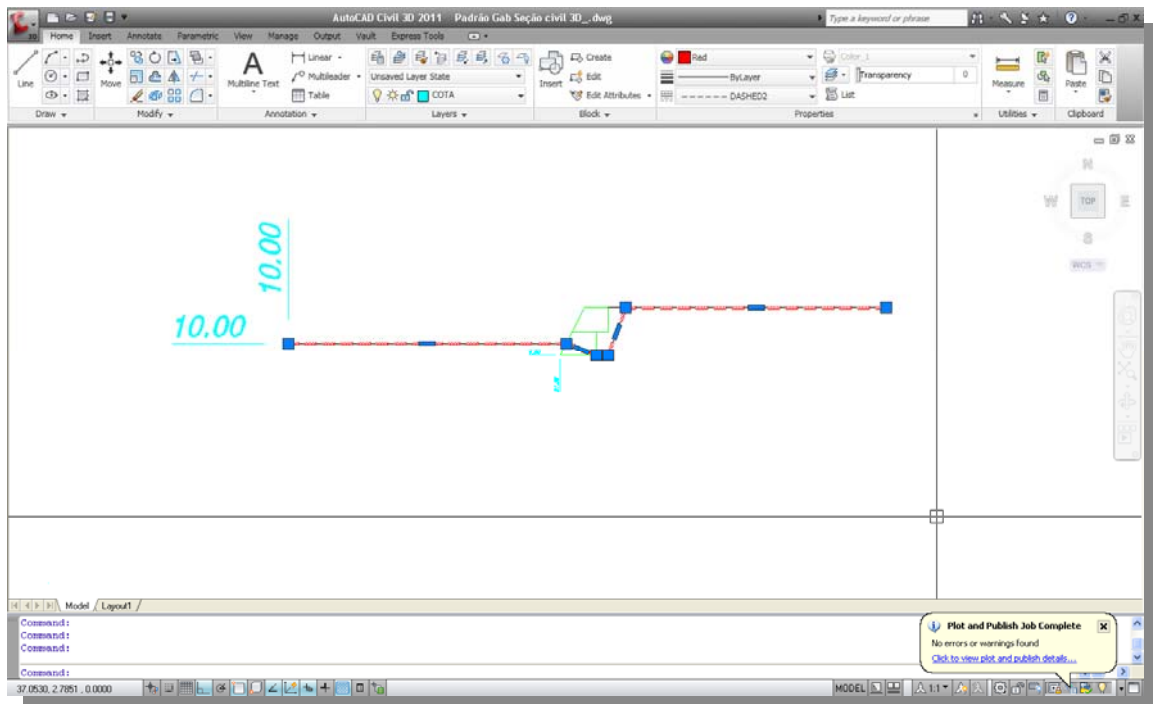 AutoCAD Civil 3D 2011 Padrão Gab Seção civil 3D_.dwg
Type a keyword or phrase
Home Insert Annotate Parametric View Manage Output Vault Express Tools
Line
Move
Multiline Text
Linear
Multileader
Table
Unsaved Layer State
COTA
Insert
Create
Edit
Edit Attributes
Red
ByLayer
DASHED2
Color_1
Transparency 0
List
Measure
Paste
Draw Modify Annotation Layers Block Properties Utilities Clipboard
N
W TOP E
S
WCS
10.00
10.00
Model Layout1
Command:
Command:
Command:
Command:
Plot and Publish Job Complete
No errors or warnings found
Click to view plot and publish details...
37.0530, 2.7851 , 0.0000
MODEL
1:1